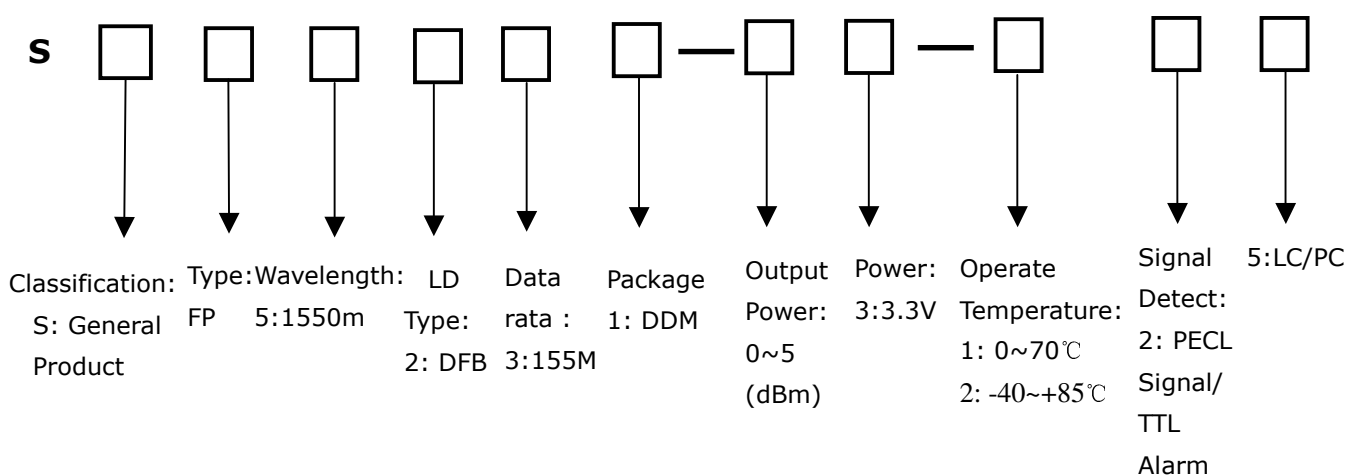 S
Classification:
S: General
Product
Type:
FP
Wavelength:
5:1550m
LD
Type:
2: DFB
Data
rata :
3:155M
Package
1: DDM
Output
Power:
0~5
(dBm)
Power:
3:3.3V
Operate
Temperature:
1: 0~70℃
2: -40~+85℃
Signal
Detect:
2: PECL
Signal/
TTL
Alarm
5:LC/PC